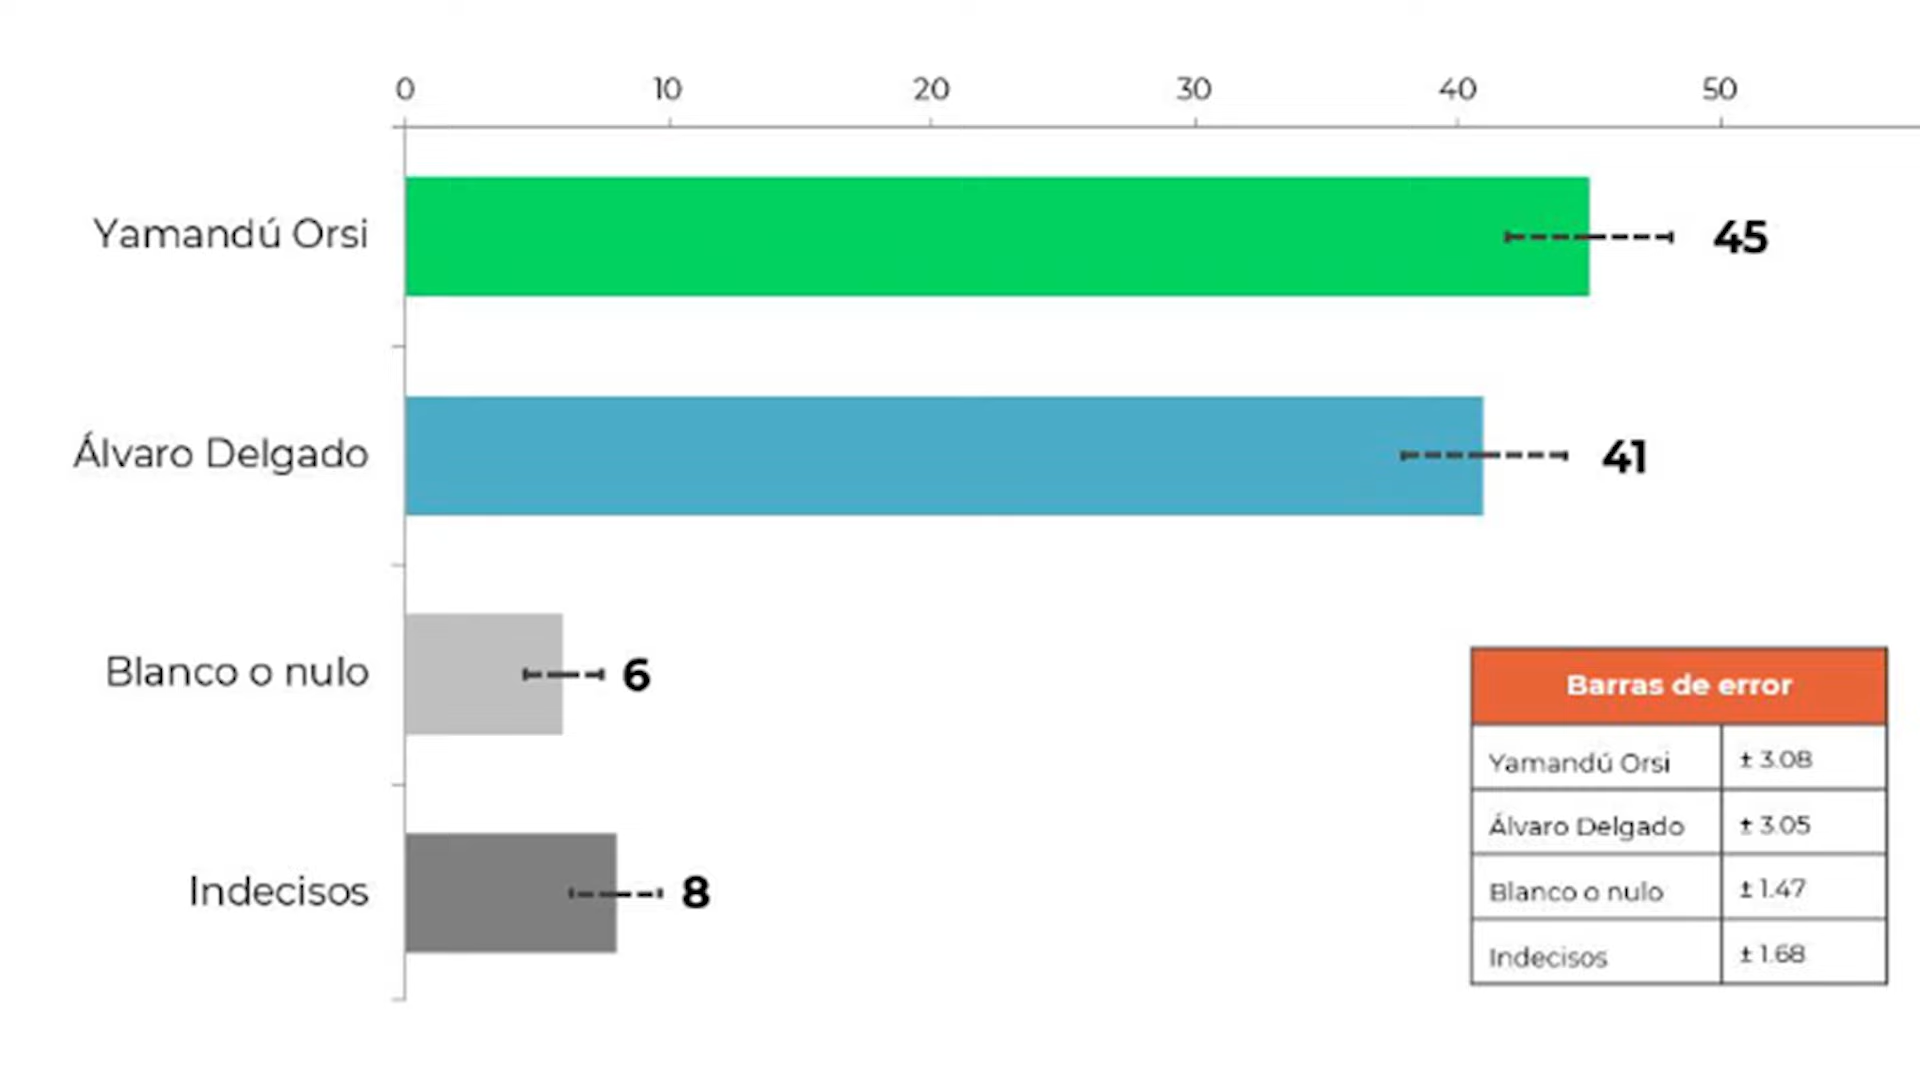 0 10 20 30 40 50
Yamandú Orsi 45
Álvaro Delgado 41
Blanco o nulo 6
Indecisos 8
Barras de error
Yamandú Orsi ± 3.08
Álvaro Delgado ± 3.05
Blanco o nulo ± 1.47
Indecisos ± 1.68